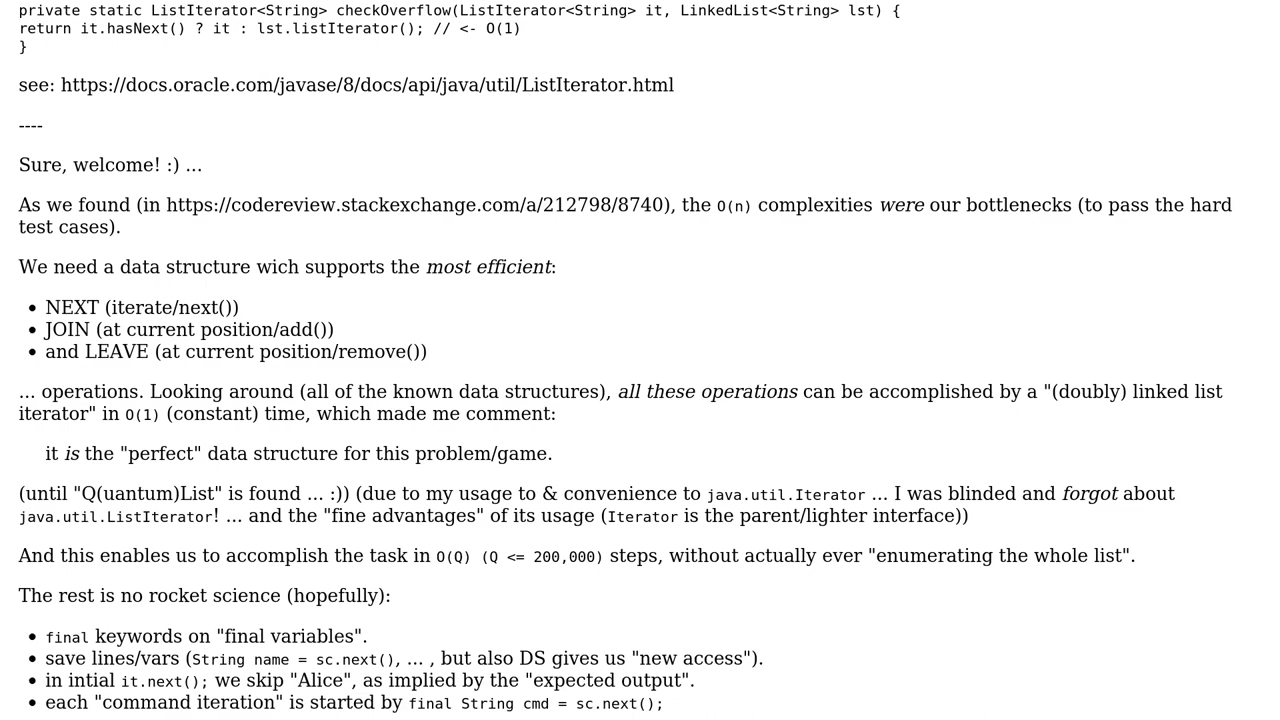 private static ListIterator<String> checkOverflow(ListIterator<String> it, LinkedList<String> lst) {
return it.hasNext() ? it : lst.listIterator(); // <- O(1)
}
see: https://docs.oracle.com/javase/8/docs/api/java/util/ListIterator.html
----
Sure, welcome! :) ...
As we found (in https://codereview.stackexchange.com/a/212798/8740), the O(n) complexities were our bottlenecks (to pass the hard
test cases).
We need a data structure wich supports the most efficient:
• NEXT (iterate/next())
• JOIN (at current position/add())
• and LEAVE (at current position/remove())
... operations. Looking around (all of the known data structures), all these operations can be accomplished by a "(doubly) linked list
iterator" in O(1) (constant) time, which made me comment:
it is the "perfect" data structure for this problem/game.
(until "Q(uantum)List" is found ... :)) (due to my usage to & convenience to java.util.Iterator ... I was blinded and forgot about
java.util.ListIterator! ... and the "fine advantages" of its usage (Iterator is the parent/lighter interface))
And this enables us to accomplish the task in O(Q) (Q <= 200,000) steps, without actually ever "enumerating the whole list".
The rest is no rocket science (hopefully):
• final keywords on "final variables".
• save lines/vars (String name = sc.next(), ... , but also DS gives us "new access").
• in intial it.next(); we skip "Alice", as implied by the "expected output".
• each "command iteration" is started by final String cmd = sc.next();